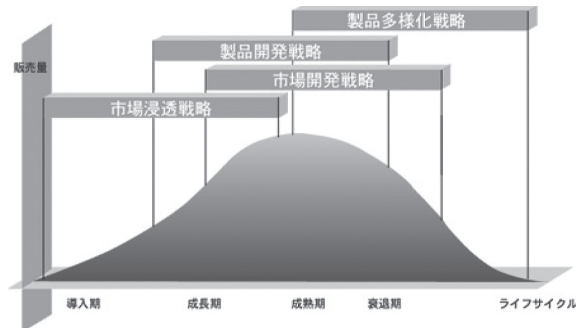 製品多様化戦略
製品開発戦略
販売量
市場開発戦略
市場浸透戦略
導入期
成長期
成熟期
衰退期
ライフサイクル